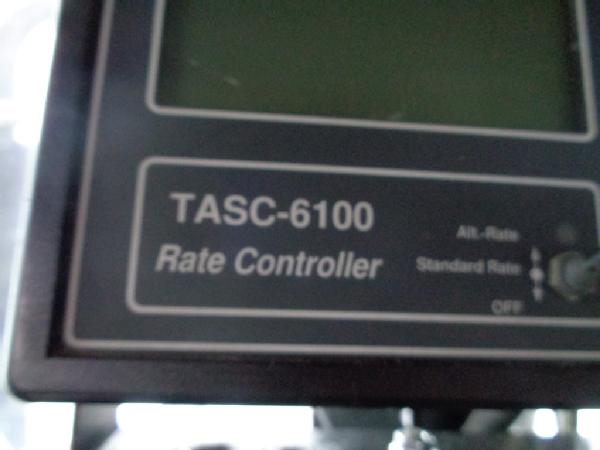 TASC-6100
Rate Controller
Alt.-Rate
Standard Rate
OFF